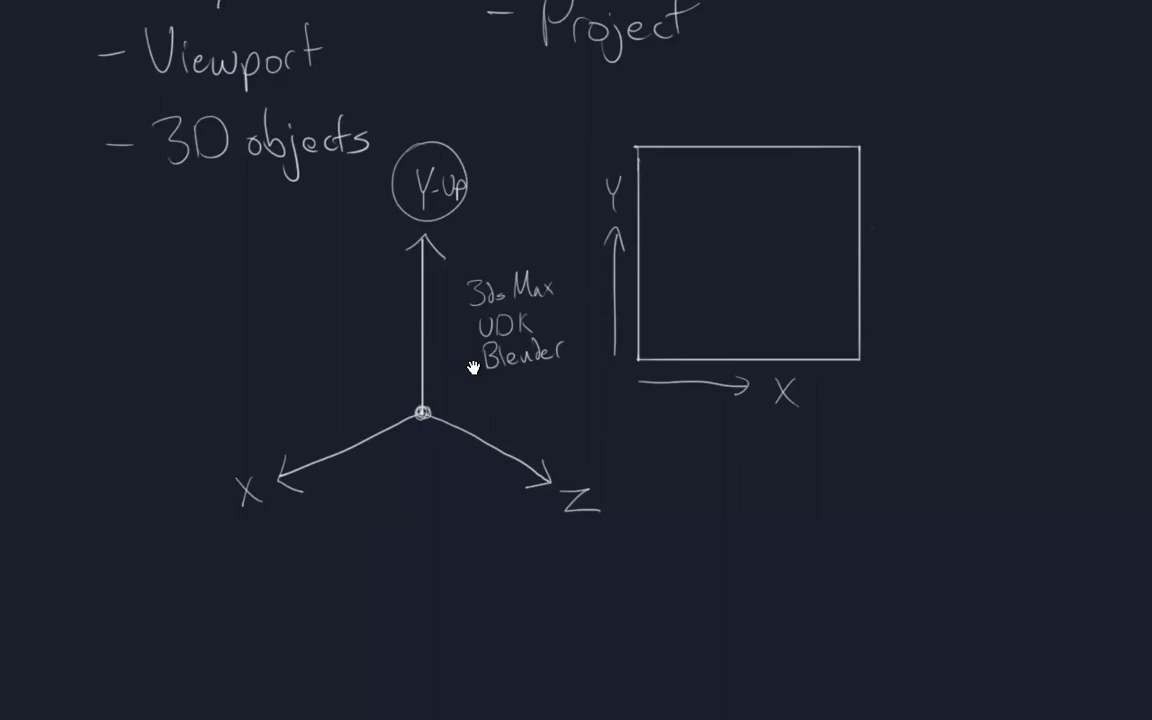 - Project
- Viewport
- 3D objects
Y-Up
Y
3ds Max
UDK
Blender
X
X
Z